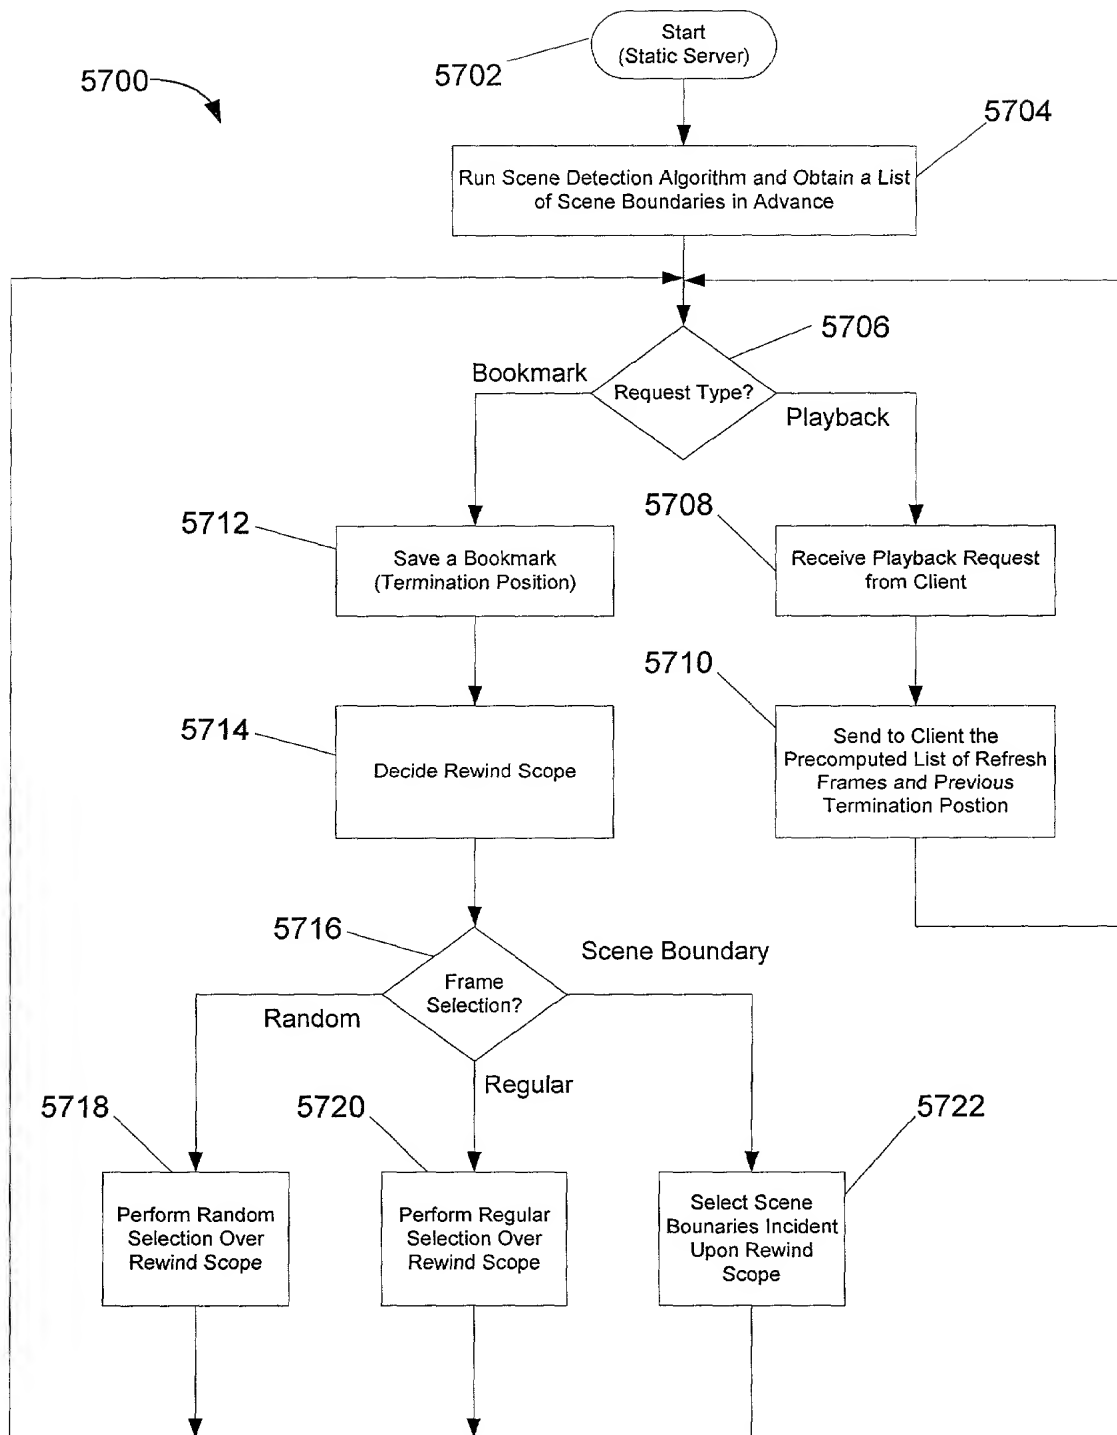 Start
(Static Server)
5702
5700
5704
Run Scene Detection Algorithm and Obtain a List
of Scene Boundaries in Advance
5706
Bookmark
Request Type?
Playback
5712
Save a Bookmark
(Termination Position)
5708
Receive Playback Request
from Client
5714
Decide Rewind Scope
5710
Send to Client the
Precomputed List of Refresh
Frames and Previous
Termination Postion
5716
Frame
Selection?
Scene Boundary
Random
Regular
5718
5720
5722
Perform Random
Selection Over
Rewind Scope
Perform Regular
Selection Over
Rewind Scope
Select Scene
Bounaries Incident
Upon Rewind
Scope